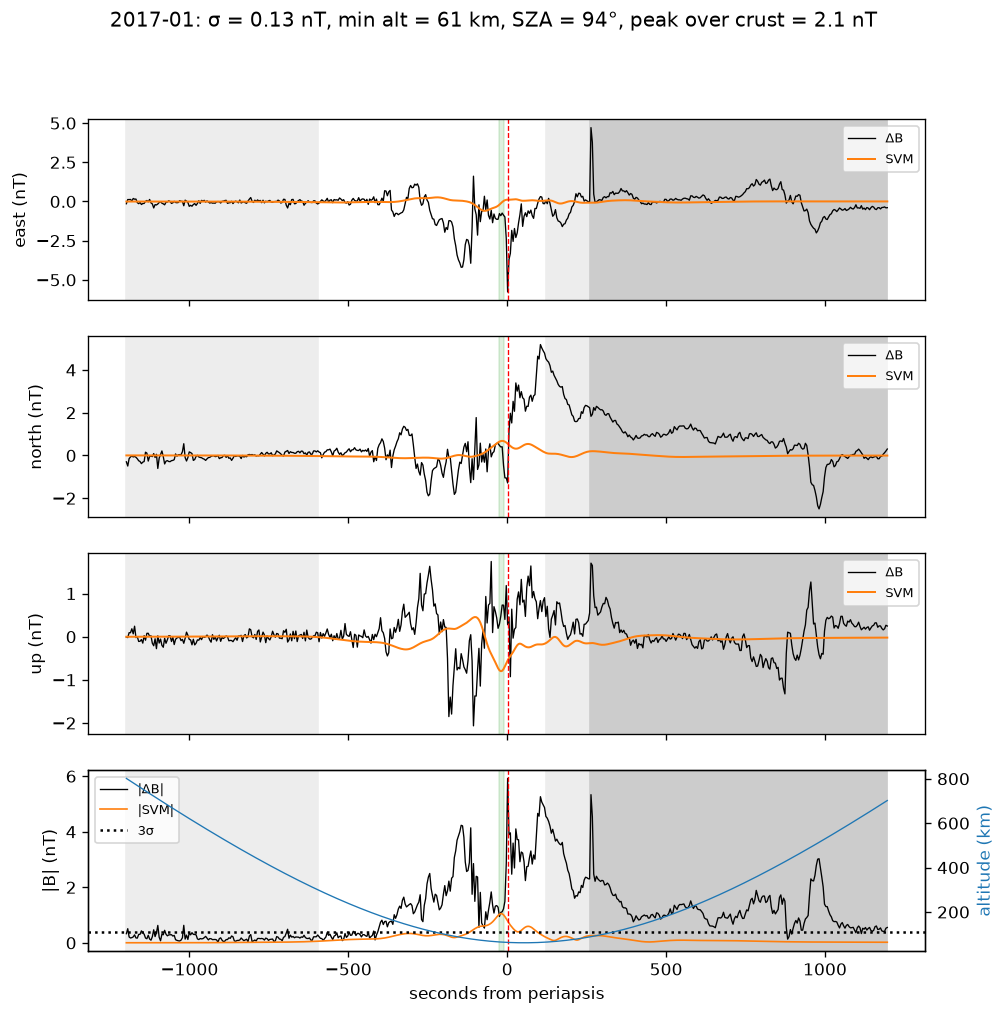 2017-01: σ = 0.13 nT, min alt = 61 km, SZA = 94°, peak over crust = 2.1 nT
5.0
2.5
0.0
−2.5
−5.0
east (nT)
ΔB
SVM
4
2
0
−2
north (nT)
ΔB
SVM
1
0
−1
−2
up (nT)
ΔB
SVM
6
4
2
0
|B| (nT)
|ΔB|
|SVM|
3σ
800
600
400
200
altitude (km)
−1000
−500
0
500
1000
seconds from periapsis